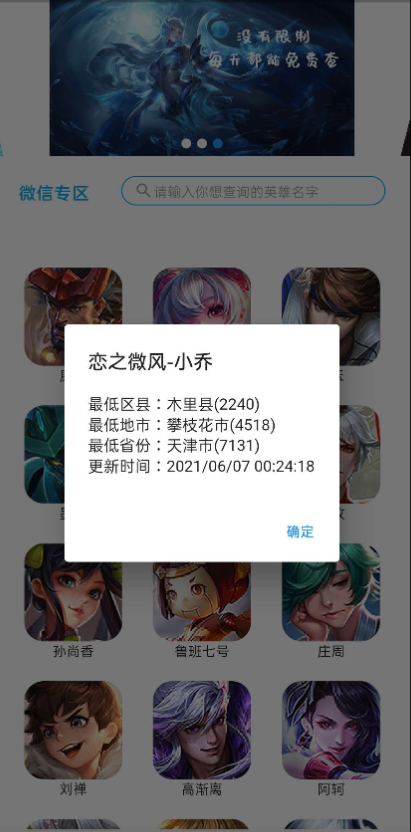 没有限制
每天都能免费查
微信专区
请输入你想查询的英雄名字
恋之微风-小乔
最低区县：木里县(2240)
最低地市：攀枝花市(4518)
最低省份：天津市(7131)
更新时间：2021/06/07 00:24:18
确定
孙尚香
鲁班七号
庄周
刘禅
高渐离
阿轲